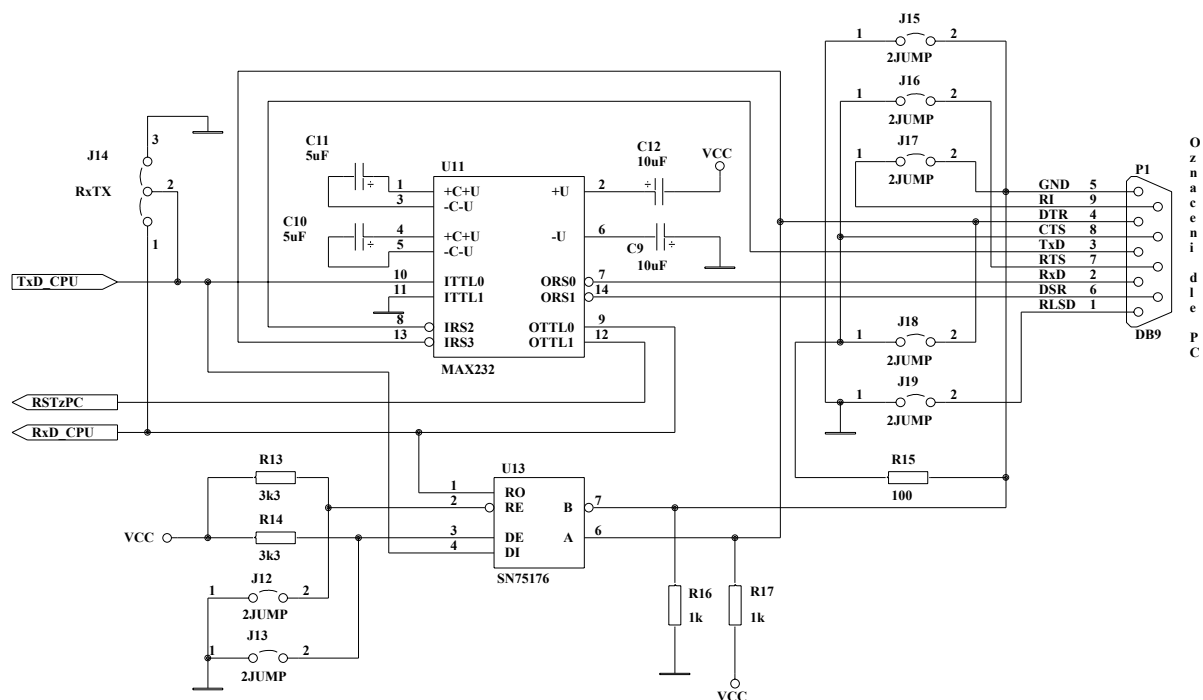 J15
1 2
2JUMP
J16
1 2
2JUMP
J17
1 2
2JUMP
3
J14
RxTX
2
1
C11
5uF
C10
5uF
U11
C12
10uF
VCC
C9
10uF
1 +C+U +U 2
3 -C-U
4 +C+U -U 6
5 -C-U
10 ITTL0 ORS0 7
11 ITTL1 ORS1 14
8 IRS2 OTTL0 9
13 IRS3 OTTL1 12
MAX232
÷
÷
÷
÷
TxD_CPU
RSTzPC
RxD_CPU
P1
GND 5
RI 9
DTR 4
CTS 8
TxD 3
RTS 7
RxD 2
DSR 6
RLSD 1
DB9
Oznaceni dle PC
J18
1 2
2JUMP
J19
1 2
2JUMP
R15
100
R13
3k3
R14
3k3
VCC
J12
1 2
2JUMP
J13
1 2
2JUMP
U13
1 RO
2 RE B 7
3 DE A 6
4 DI
SN75176
R16
1k
R17
1k
VCC